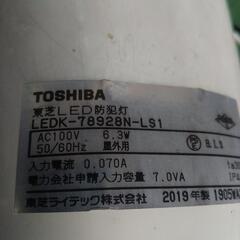 TOSHIBA
東芝LED防犯灯
LEDK-78928N-LS1
AC100V 6.3W
50/60Hz 屋外用
入力電流 0.070A
電力会社申請入力容量 7.0VA
東芝ライテック株式会社 2019年製